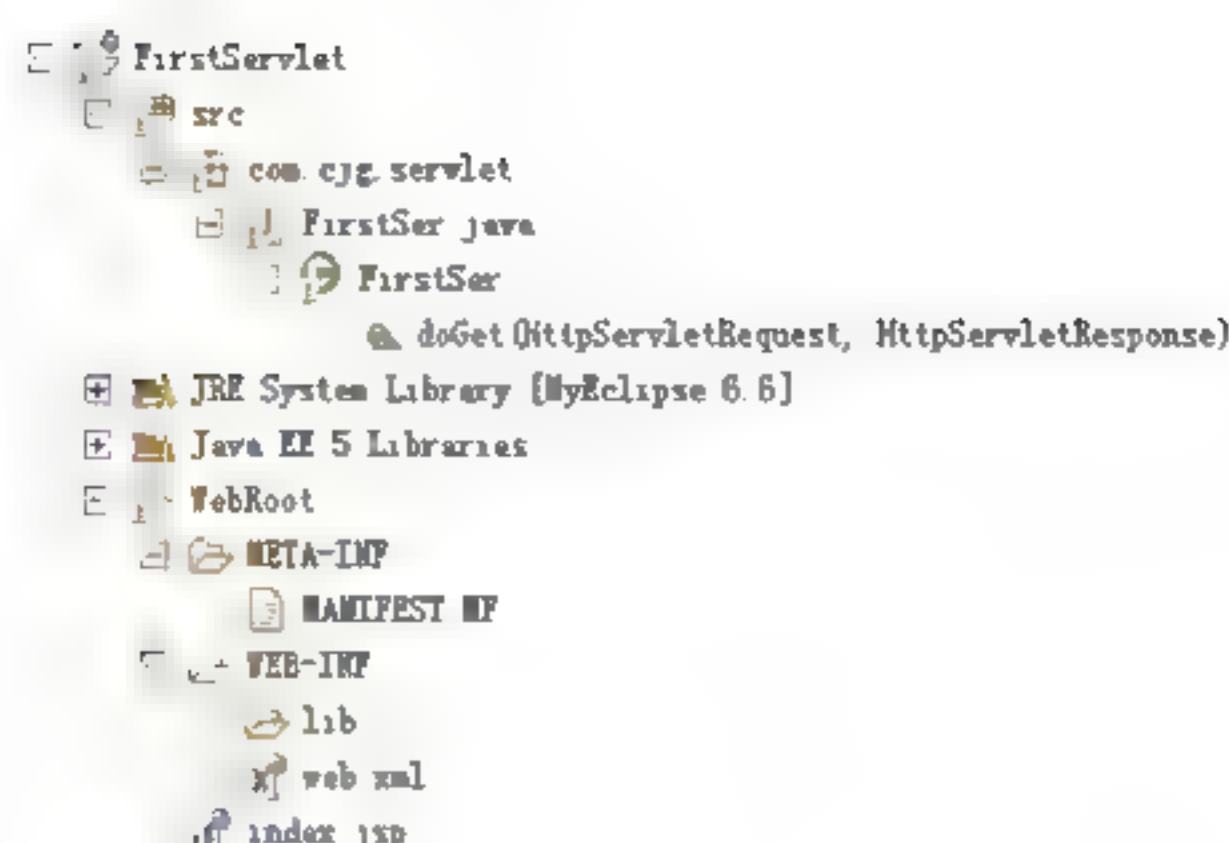 FirstServlet
src
com.cjg.servlet
FirstSer.java
FirstSer
doGet(HttpServletRequest, HttpServletResponse)
JRE System Library [MyEclipse 6.6]
Java EE 5 Libraries
WebRoot
META-INF
MANIFEST.MF
WEB-INF
lib
web.xml
index.jsp